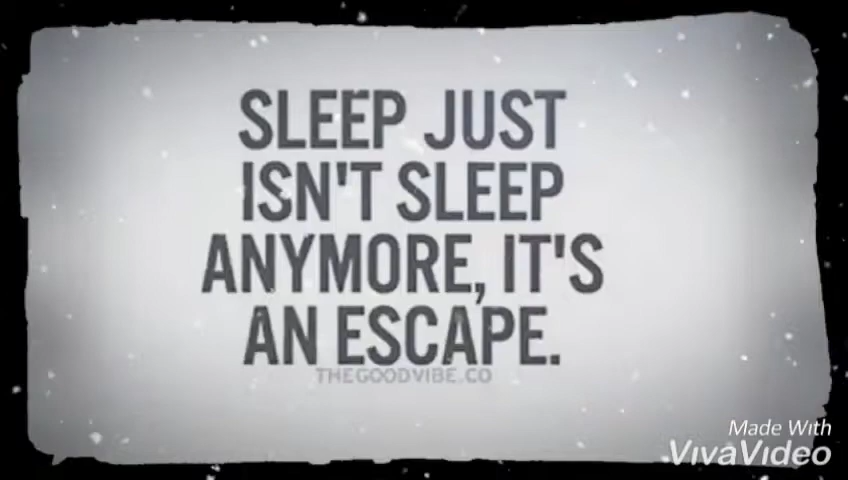 SLEEP JUST
ISN'T SLEEP
ANYMORE, IT'S
AN ESCAPE.
THEGOODVIBE.CO
Made With
VivaVideo